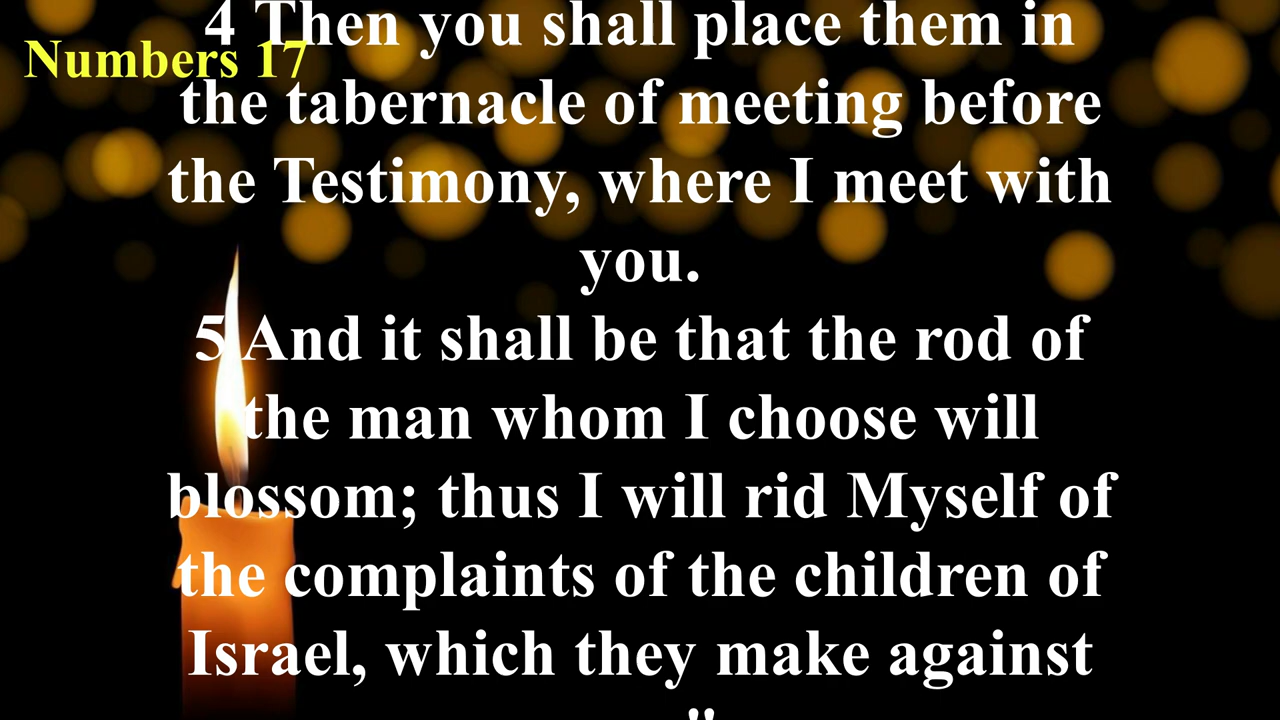 4 Then you shall place them in
Numbers 17
the tabernacle of meeting before
the Testimony, where I meet with
you.
5 And it shall be that the rod of
the man whom I choose will
blossom; thus I will rid Myself of
the complaints of the children of
Israel, which they make against